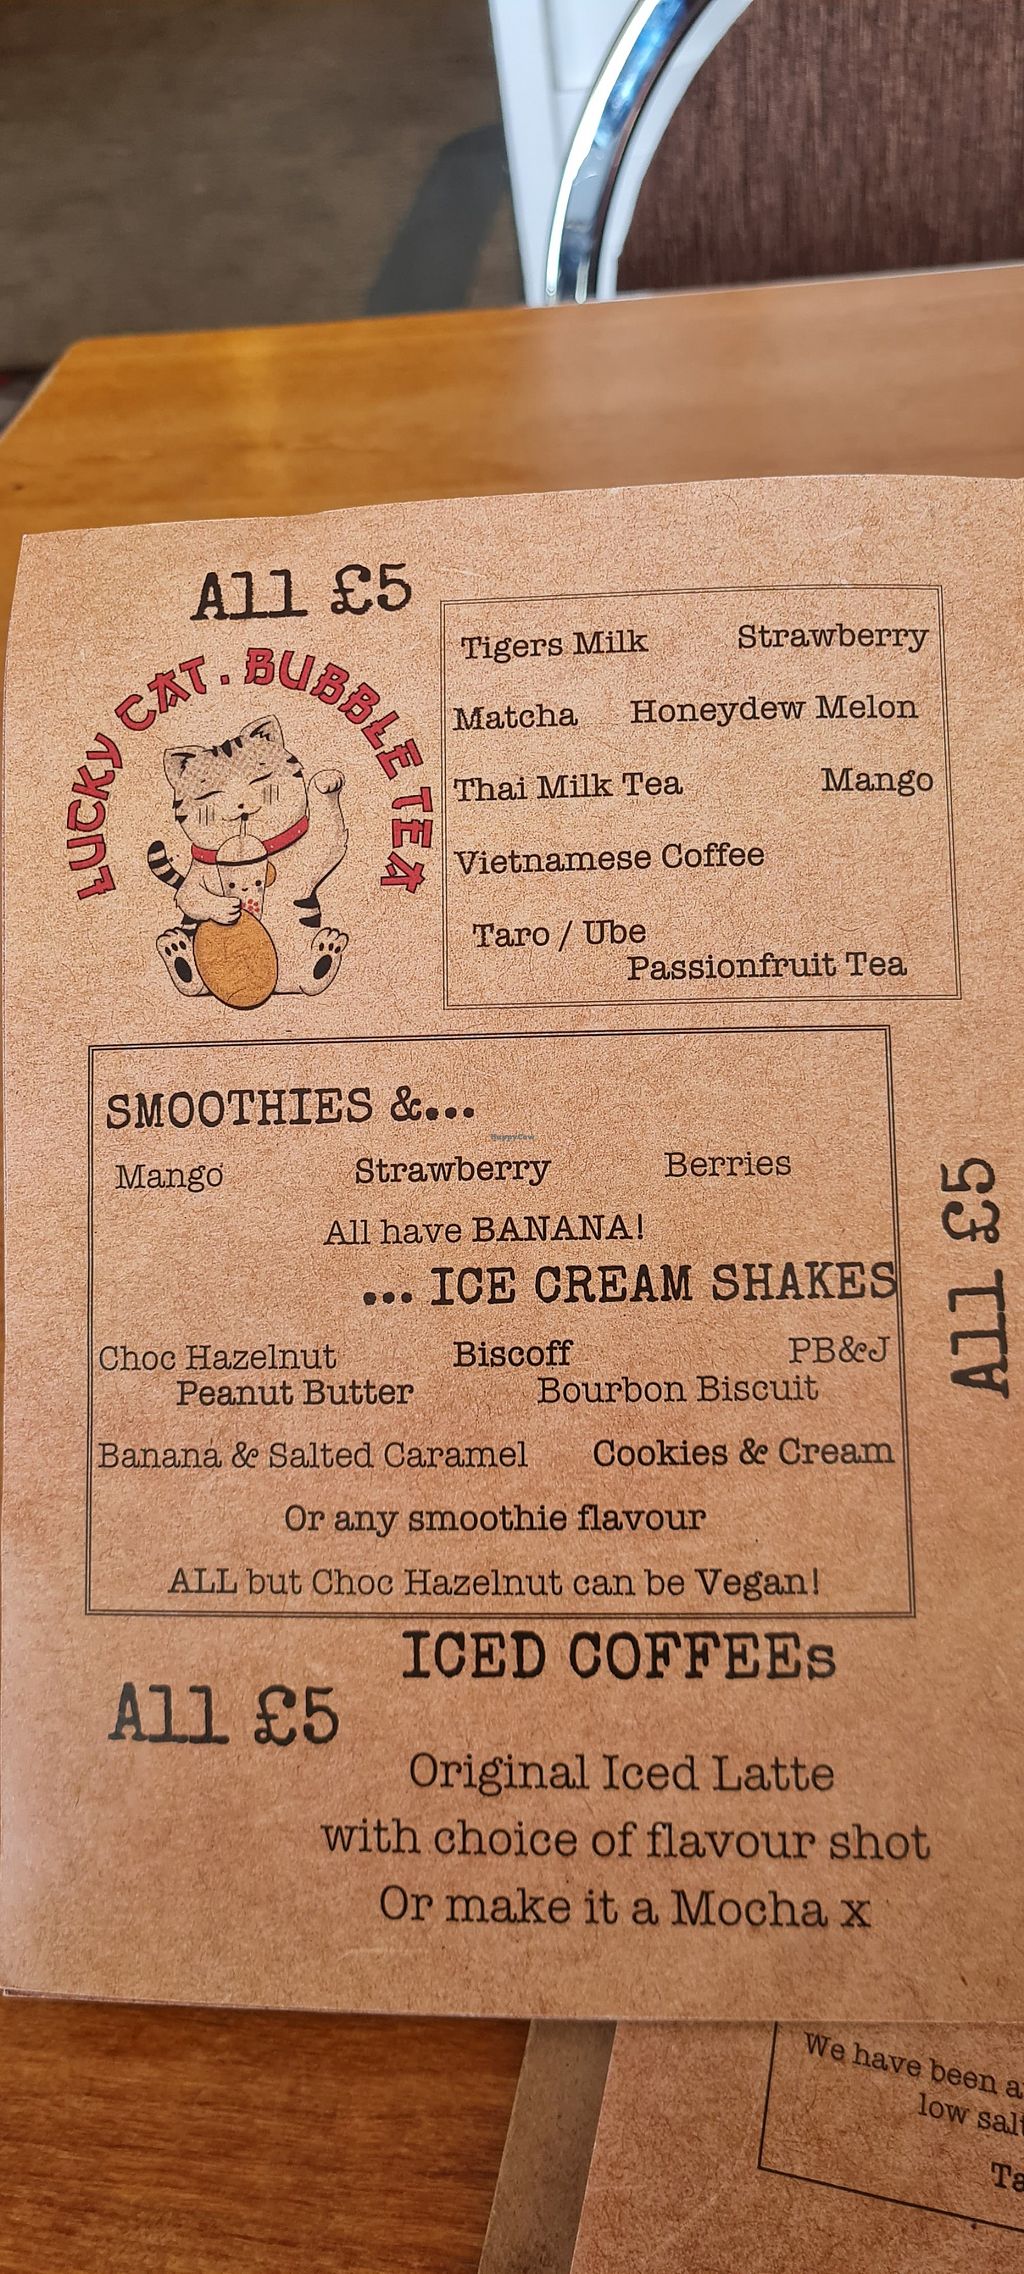 All £5
LUCKY CAT. BUBBLE TEA
Tigers Milk Strawberry
Matcha Honeydew Melon
Thai Milk Tea Mango
Vietnamese Coffee
Taro / Ube
Passionfruit Tea
SMOOTHIES &...
HappyCow
Mango Strawberry Berries
All have BANANA!
... ICE CREAM SHAKES
All £5
Choc Hazelnut Biscoff PB&J
Peanut Butter Bourbon Biscuit
Banana & Salted Caramel Cookies & Cream
Or any smoothie flavour
ALL but Choc Hazelnut can be Vegan!
ICED COFFEEs
All £5
Original Iced Latte
with choice of flavour shot
Or make it a Mocha x
We have been
low